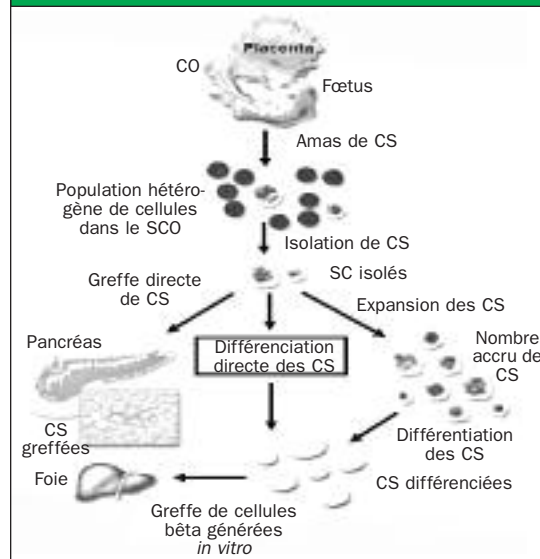 Placenta
CO
Fœtus
Amas de CS
Population hétéro-
gène de cellules
dans le SCO
Isolation de CS
Greffe directe
de CS
SC isolés
Expansion des CS
Pancréas
Différenciation
directe des CS
Nombre
accru de
CS
CS
greffées
Différentiation
des CS
Foie
CS différenciées
Greffe de cellules
bêta générées
in vitro